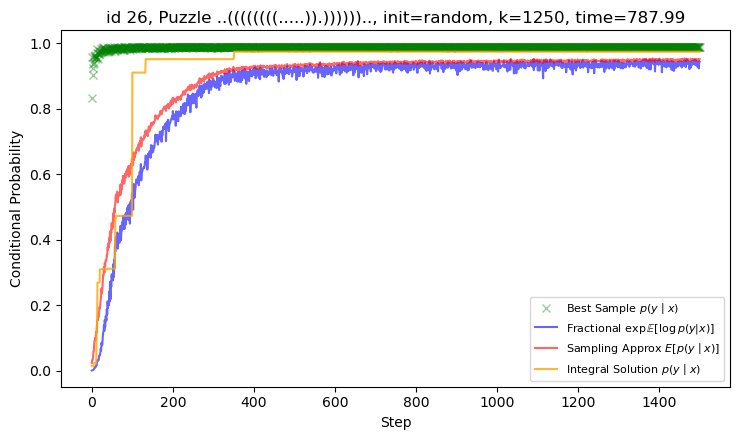 id 26, Puzzle ..((((((((.....)).)))))).., init=random, k=1250, time=787.99
Conditional Probability
1.0
0.8
0.6
0.4
0.2
0.0
0
200
400
600
800
1000
1200
1400
Step
Best Sample p(y | x)
Fractional exp𝔼[log p(y|x)]
Sampling Approx E[p(y | x)]
Integral Solution p(y | x)